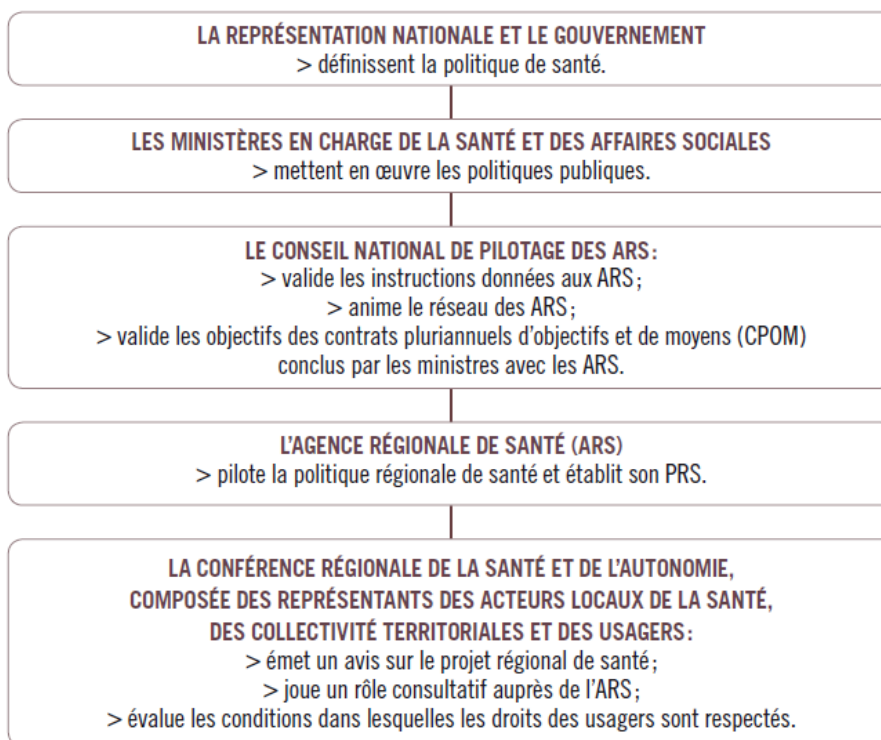 LA REPRÉSENTATION NATIONALE ET LE GOUVERNEMENT
> définissent la politique de santé.
LES MINISTÈRES EN CHARGE DE LA SANTÉ ET DES AFFAIRES SOCIALES
> mettent en œuvre les politiques publiques.
LE CONSEIL NATIONAL DE PILOTAGE DES ARS :
> valide les instructions données aux ARS ;
> anime le réseau des ARS ;
> valide les objectifs des contrats pluriannuels d’objectifs et de moyens (CPOM)
conclus par les ministres avec les ARS.
L’AGENCE RÉGIONALE DE SANTÉ (ARS)
> pilote la politique régionale de santé et établit son PRS.
LA CONFÉRENCE RÉGIONALE DE LA SANTÉ ET DE L’AUTONOMIE,
COMPOSÉE DES REPRÉSENTANTS DES ACTEURS LOCAUX DE LA SANTÉ,
DES COLLECTIVITÉ TERRITORIALES ET DES USAGERS :
> émet un avis sur le projet régional de santé ;
> joue un rôle consultatif auprès de l’ARS ;
> évalue les conditions dans lesquelles les droits des usagers sont respectés.